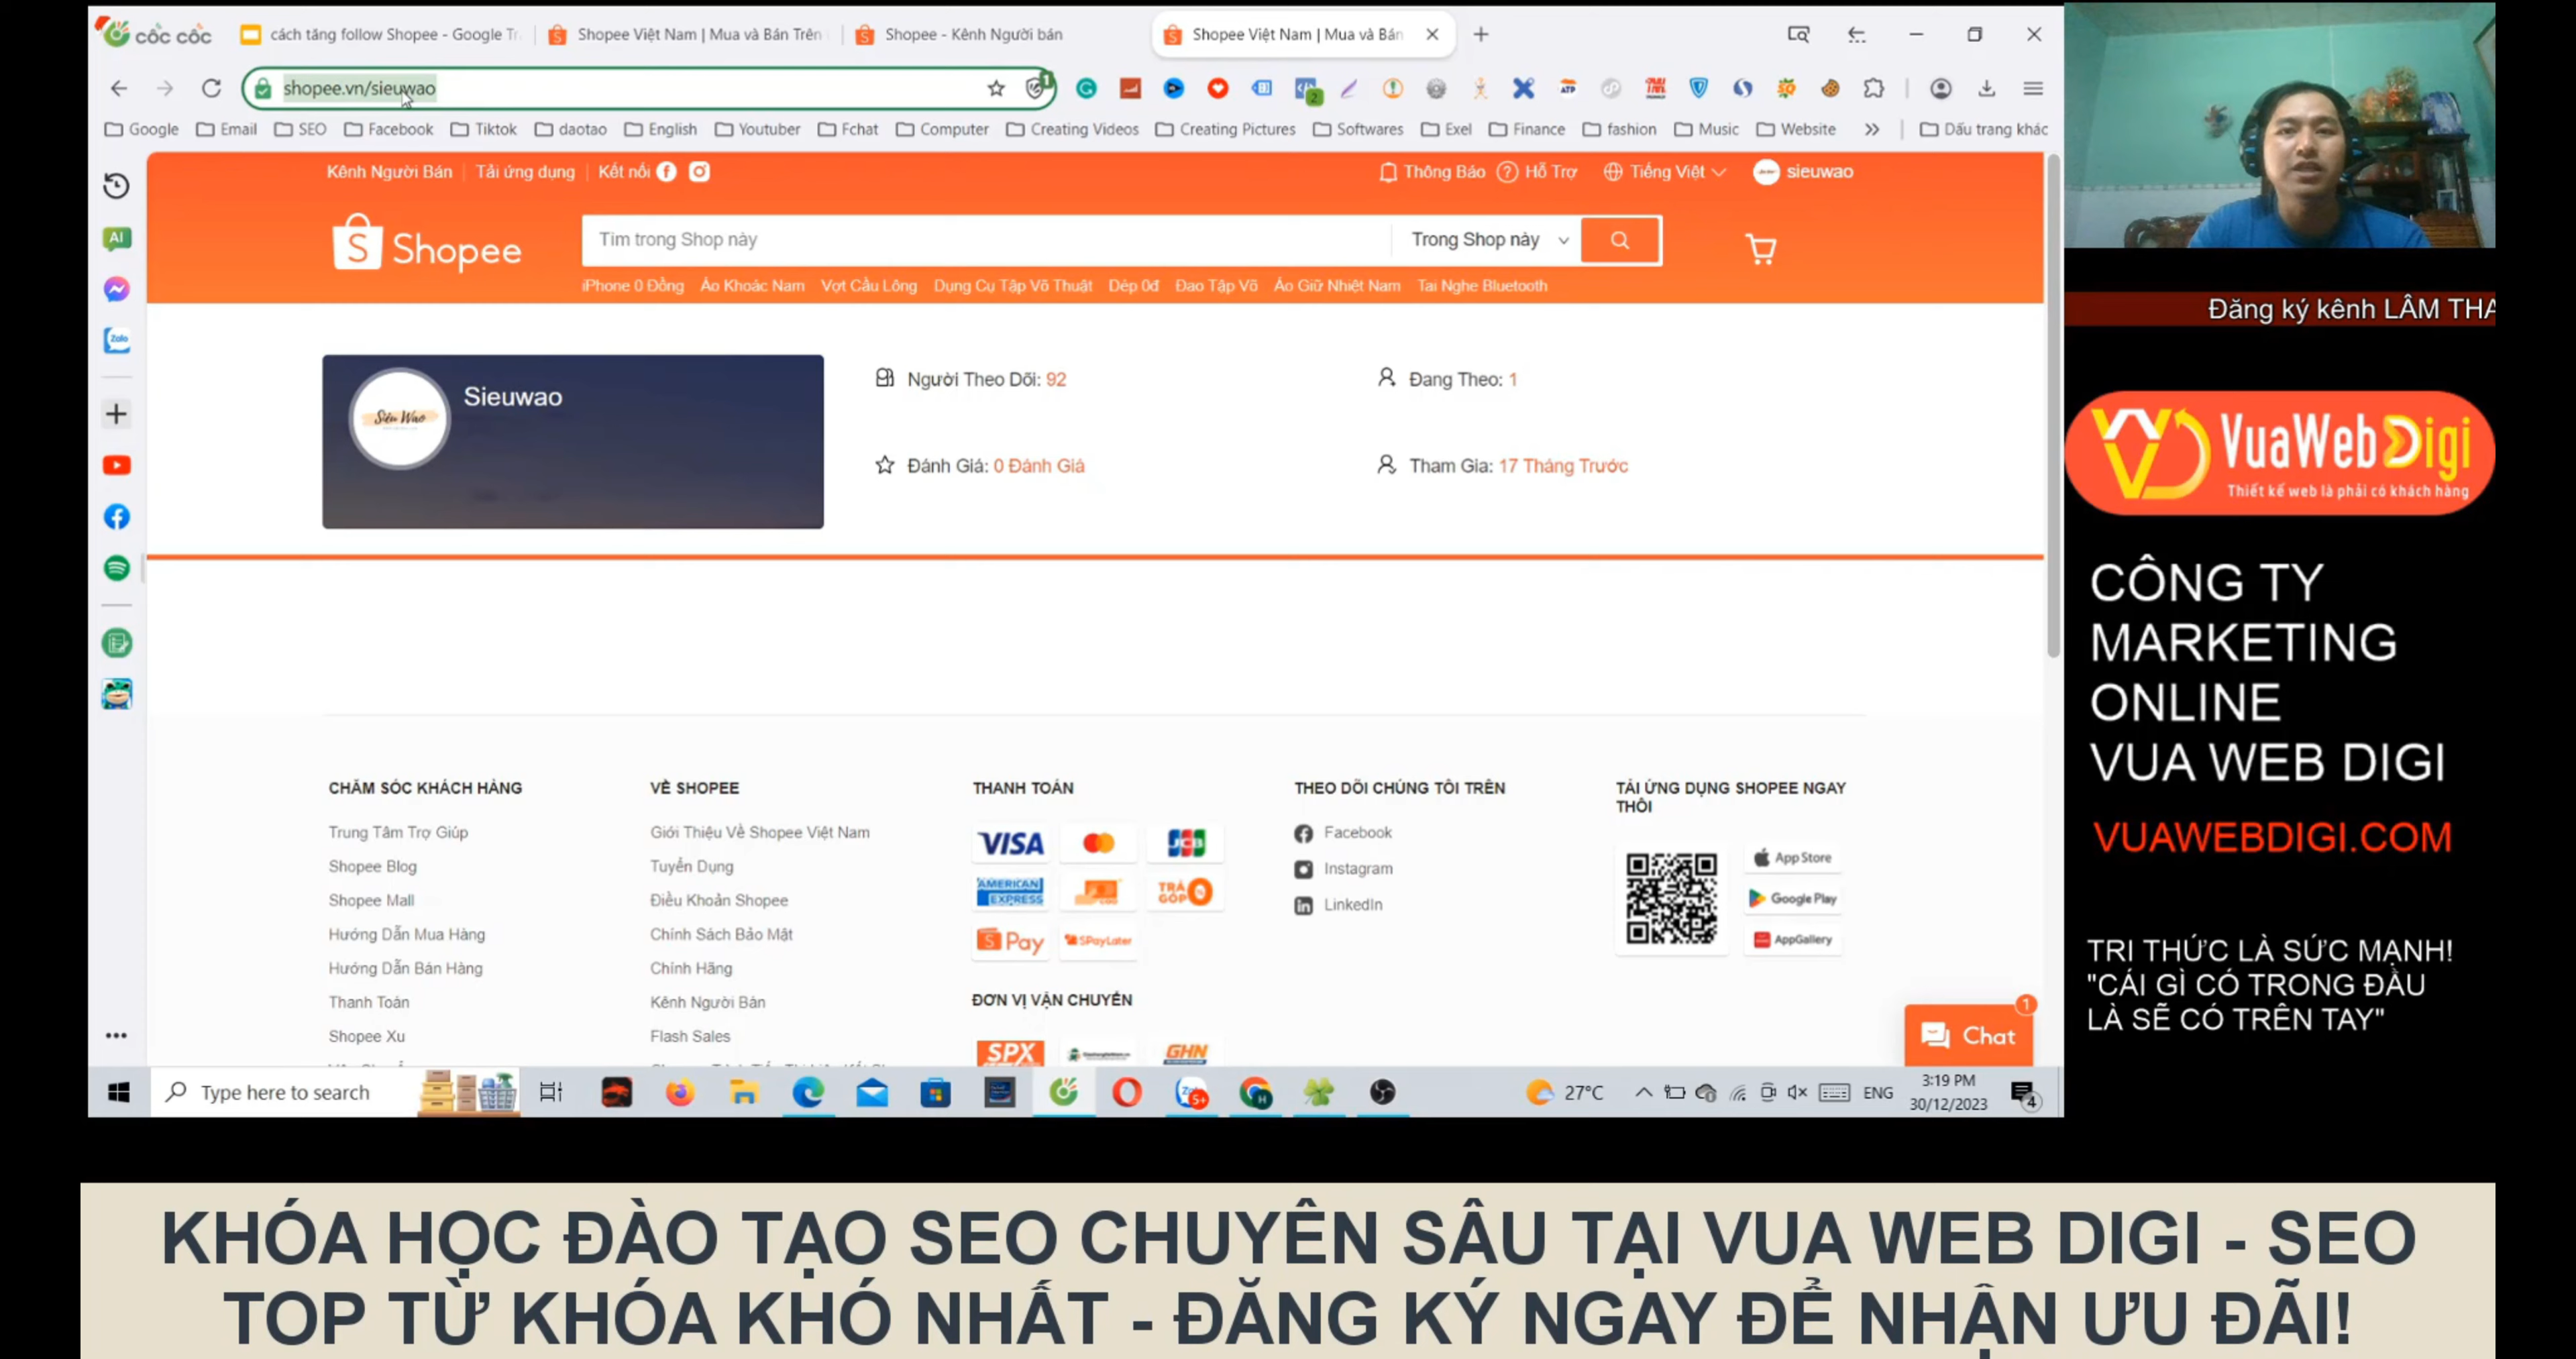 cốc cốc
cách tăng follow Shopee - Google Tr
Shopee Việt Nam | Mua và Bán Trên
Shopee - Kênh Người bán
Shopee Việt Nam | Mua và Bán
shopee.vn/sieuwao
Google Email SEO Facebook Tiktok daotao English Youtuber Fchat Computer Creating Videos Creating Pictures Softwares Exel Finance fashion Music Website Dấu trang khác
Kênh Người Bán Tải ứng dụng Kết nối
Thông Báo Hỗ Trợ Tiếng Việt sieuwao
Shopee
Tìm trong Shop này
Trong Shop này
iPhone 0 Đồng Áo Khoác Nam Vợt Cầu Lông Dụng Cụ Tập Võ Thuật Dép 0đ Đao Tập Võ Áo Giữ Nhiệt Nam Tai Nghe Bluetooth
Siêu Wao
Sieuwao
Người Theo Dõi: 92
Đang Theo: 1
Đánh Giá: 0 Đánh Giá
Tham Gia: 17 Tháng Trước
CHĂM SÓC KHÁCH HÀNG
Trung Tâm Trợ Giúp
Shopee Blog
Shopee Mall
Hướng Dẫn Mua Hàng
Hướng Dẫn Bán Hàng
Thanh Toán
Shopee Xu
VỀ SHOPEE
Giới Thiệu Về Shopee Việt Nam
Tuyển Dụng
Điều Khoản Shopee
Chính Sách Bảo Mật
Chính Hãng
Kênh Người Bán
Flash Sales
THANH TOÁN
VISA
JCB
AMERICAN EXPRESS
TRẢ GÓP 0
S Pay
SPayLater
ĐƠN VỊ VẬN CHUYỂN
SPX
GHN
THEO DÕI CHÚNG TÔI TRÊN
Facebook
Instagram
LinkedIn
TẢI ỨNG DỤNG SHOPEE NGAY
THÔI
App Store
Google Play
AppGallery
1
Chat
AI
Zalo
Type here to search
27°C
ENG
3:19 PM
30/12/2023
4
Đăng ký kênh LÂM THA
VuaWebDigi
Thiết kế web là phải có khách hàng
CÔNG TY
MARKETING
ONLINE
VUA WEB DIGI
VUAWEBDIGI.COM
TRI THỨC LÀ SỨC MẠNH!
"CÁI GÌ CÓ TRONG ĐẦU
LÀ SẼ CÓ TRÊN TAY"
KHÓA HỌC ĐÀO TẠO SEO CHUYÊN SÂU TẠI VUA WEB DIGI - SEO
TOP TỪ KHÓA KHÓ NHẤT - ĐĂNG KÝ NGAY ĐỂ NHẬN ƯU ĐÃI!